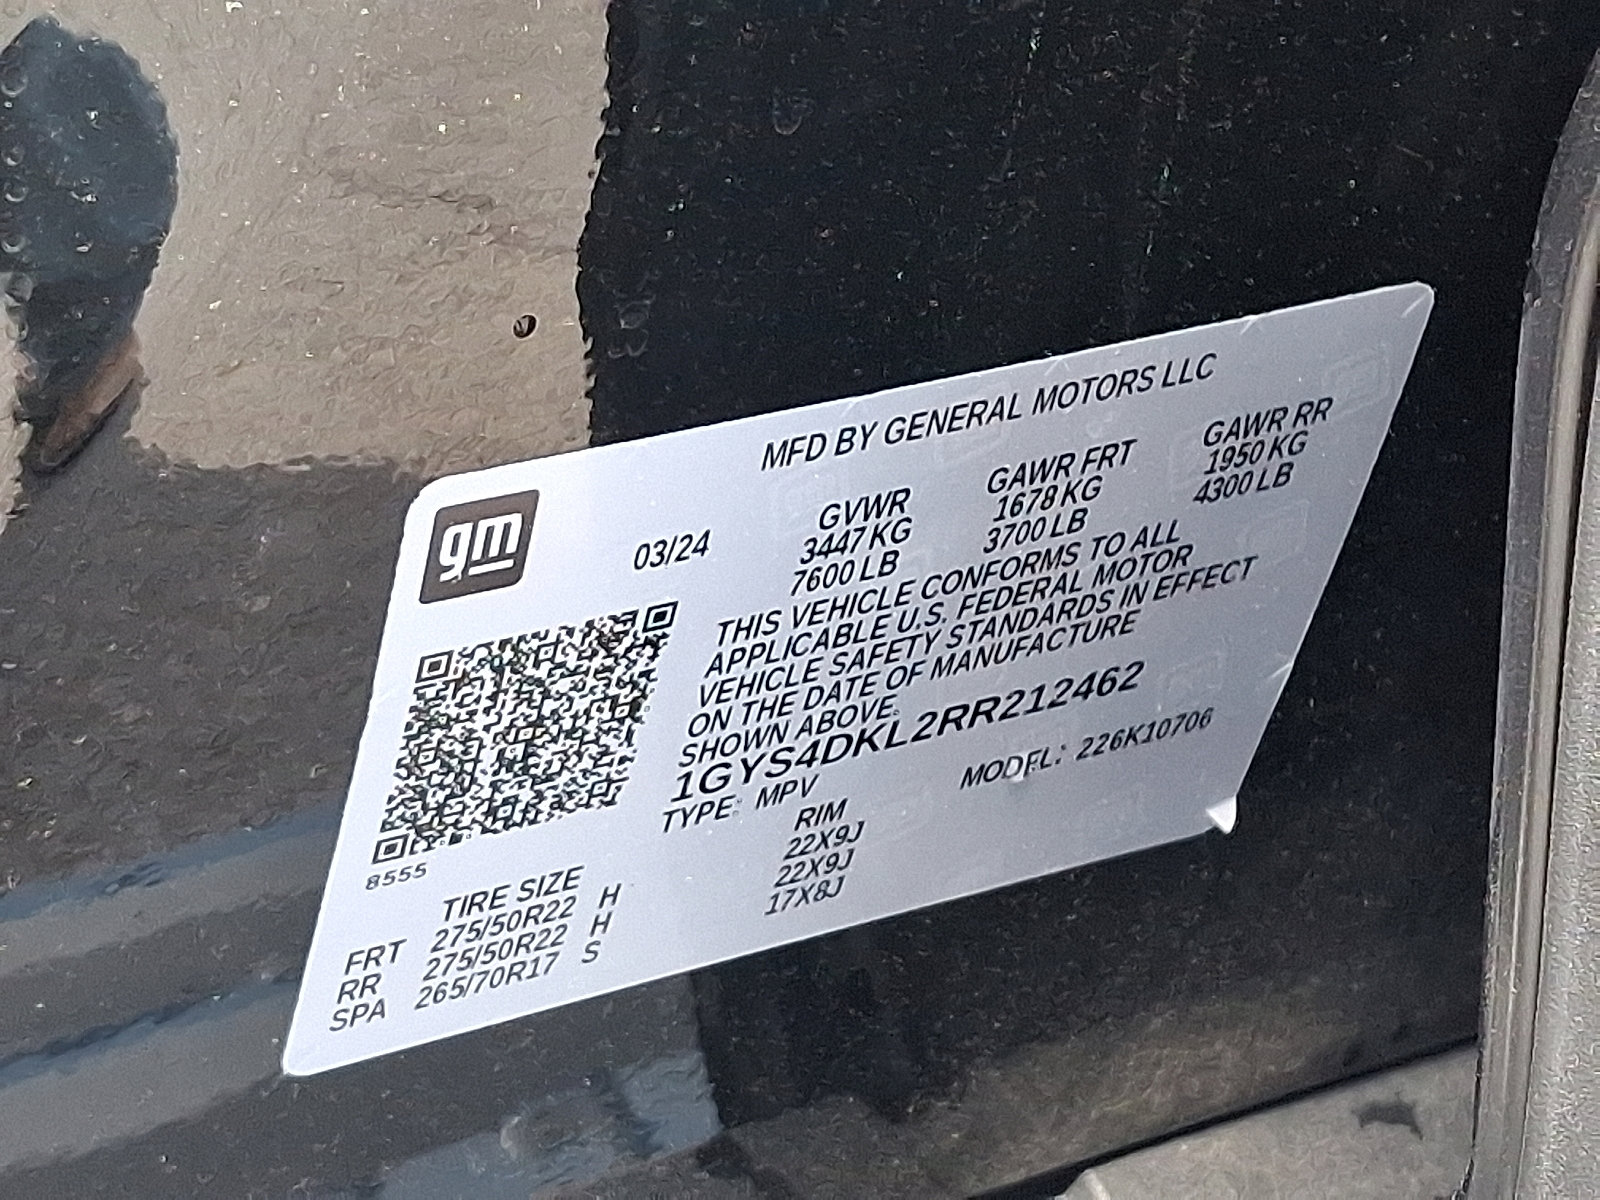 MFD BY GENERAL MOTORS LLC
gm
03/24
GVWR GAWR FRT GAWR RR
3447 KG 1678 KG 1950 KG
7600 LB 3700 LB 4300 LB
THIS VEHICLE CONFORMS TO ALL
APPLICABLE U.S. FEDERAL MOTOR
VEHICLE SAFETY STANDARDS IN EFFECT
ON THE DATE OF MANUFACTURE
SHOWN ABOVE.
1GYS4DKL2RR212462
TYPE: MPV MODEL: 226K10706
8555
TIRE SIZE RIM
FRT 275/50R22 H 22X9J
RR 275/50R22 H 22X9J
SPA 265/70R17 S 17X8J